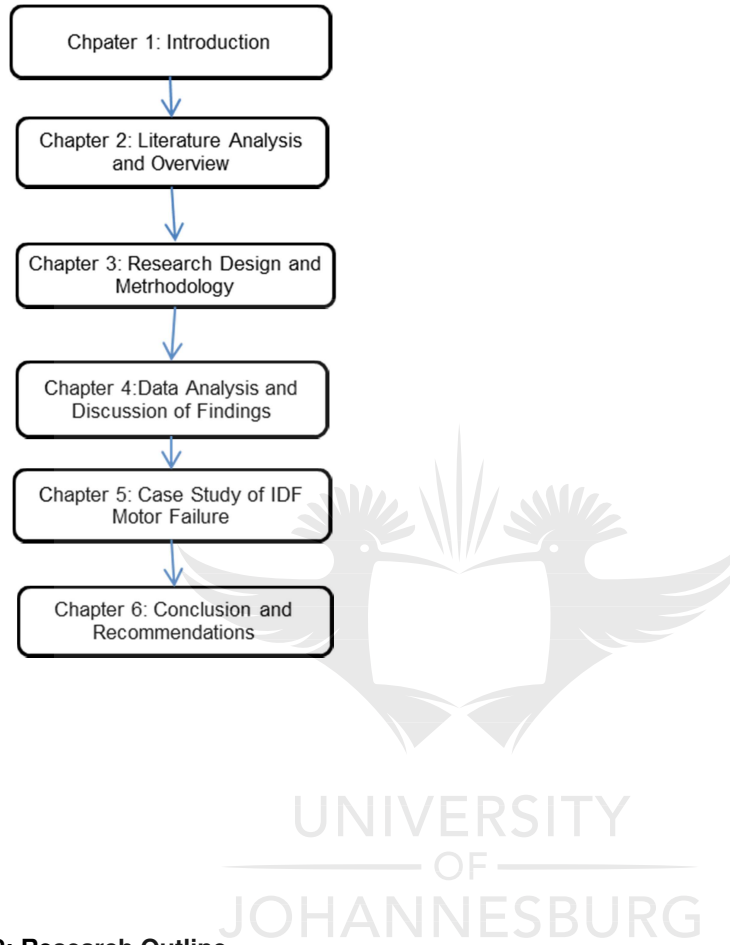 Chpater 1: Introduction
Chapter 2: Literature Analysis
and Overview
Chapter 3: Research Design and
Metrhodology
Chapter 4:Data Analysis and
Discussion of Findings
Chapter 5: Case Study of IDF
Motor Failure
Chapter 6: Conclusion and
Recommendations
UNIVERSITY
OF
JOHANNESBURG
: Research Outline